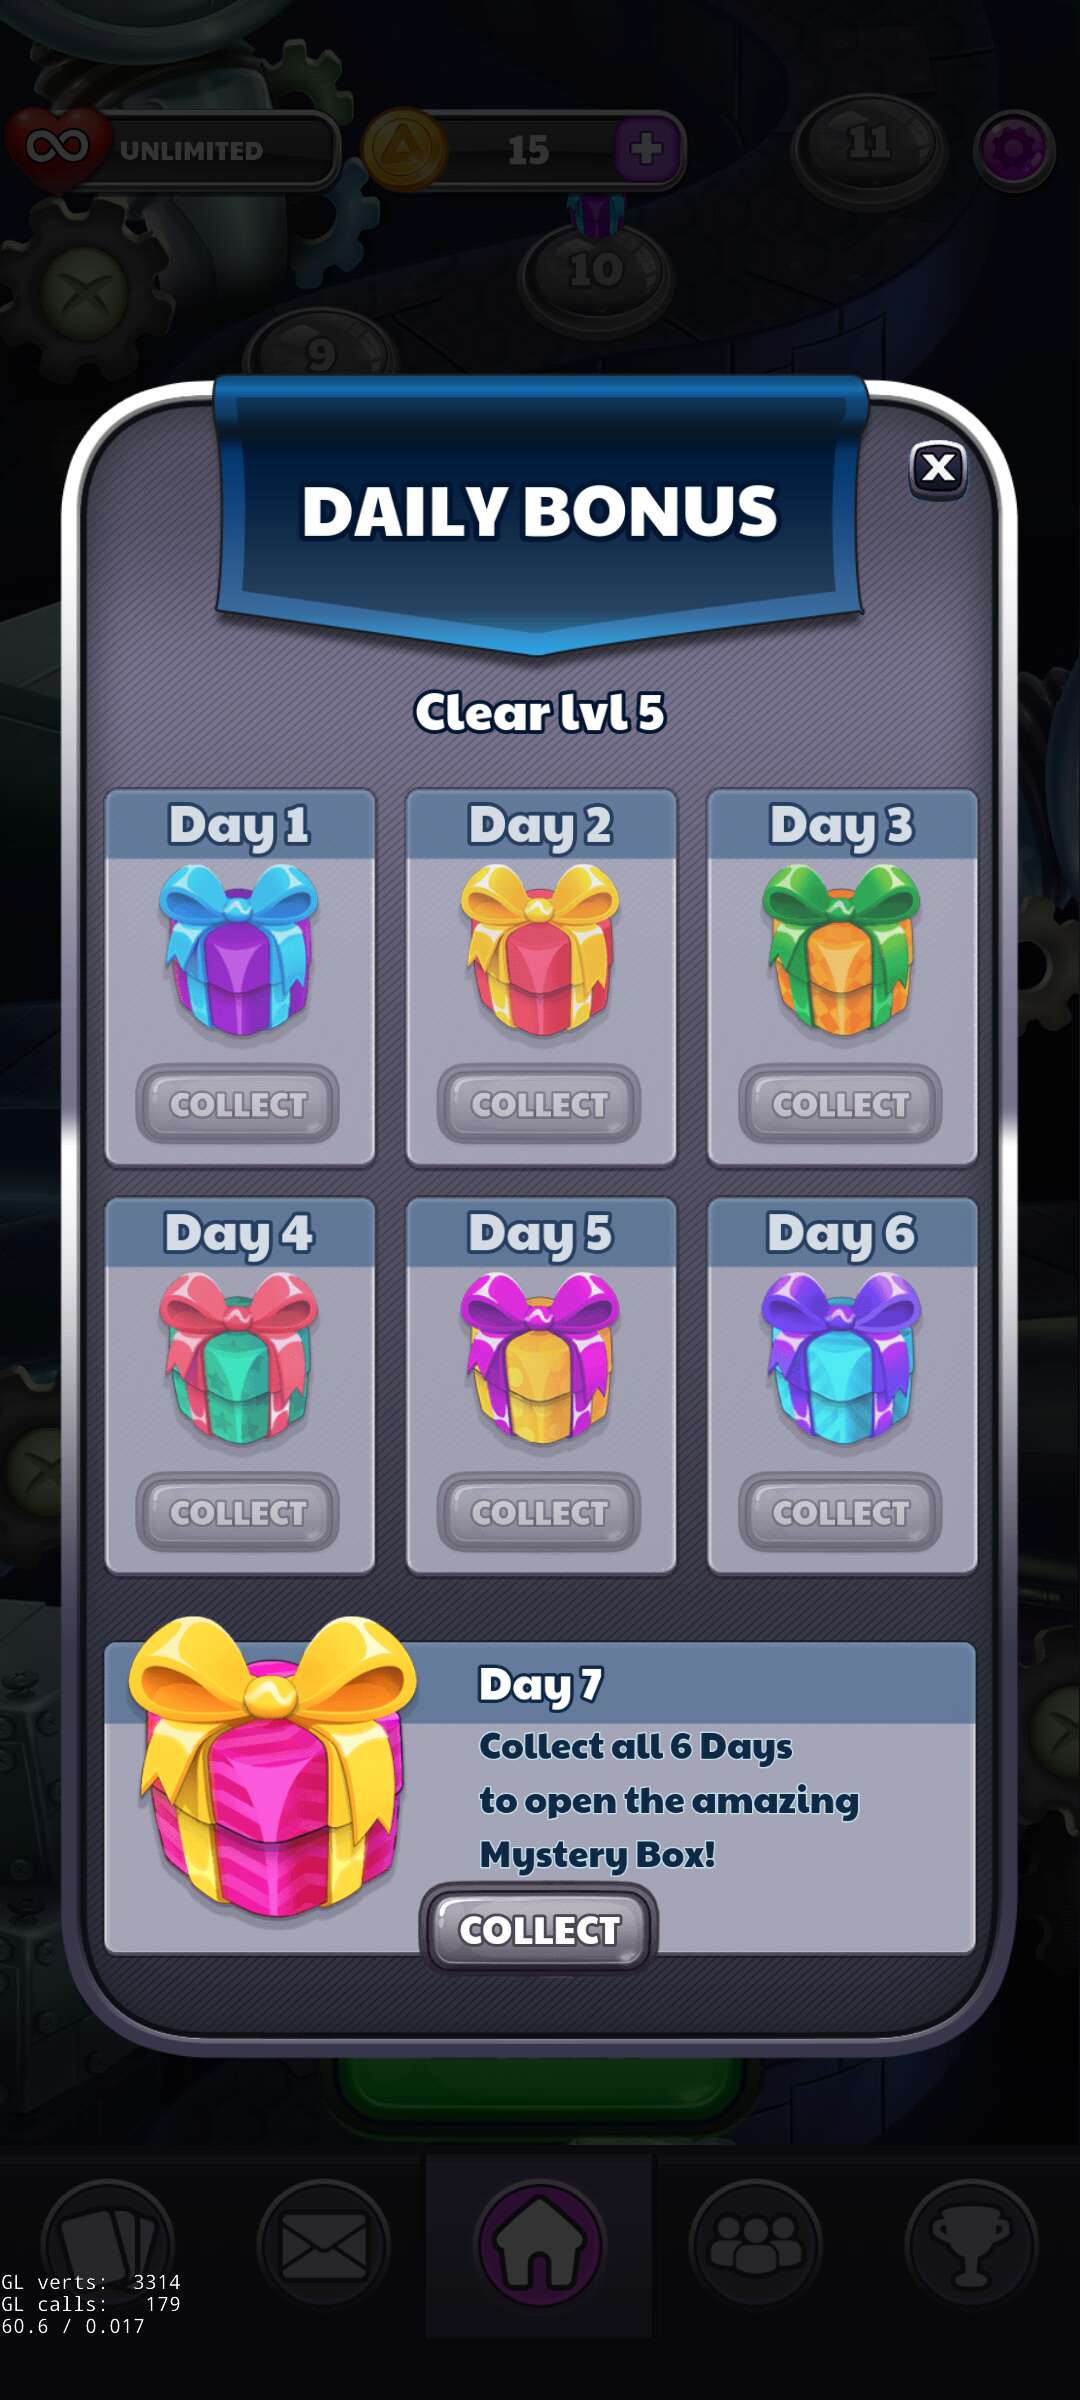 UNLIMITED
15
11
10
9
DAILY BONUS
X
Clear lvl 5
Day 1
Day 2
Day 3
COLLECT
COLLECT
COLLECT
Day 4
Day 5
Day 6
COLLECT
COLLECT
COLLECT
Day 7
Collect all 6 Days
to open the amazing
Mystery Box!
COLLECT
GL verts: 3314
GL calls: 179
60.6 / 0.017